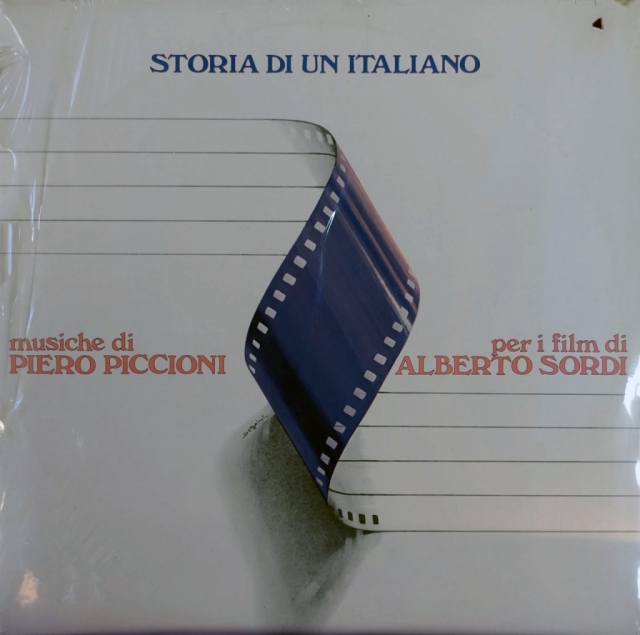 STORIA DI UN ITALIANO
musiche di
PIERO PICCIONI
per i film di
ALBERTO SORDI